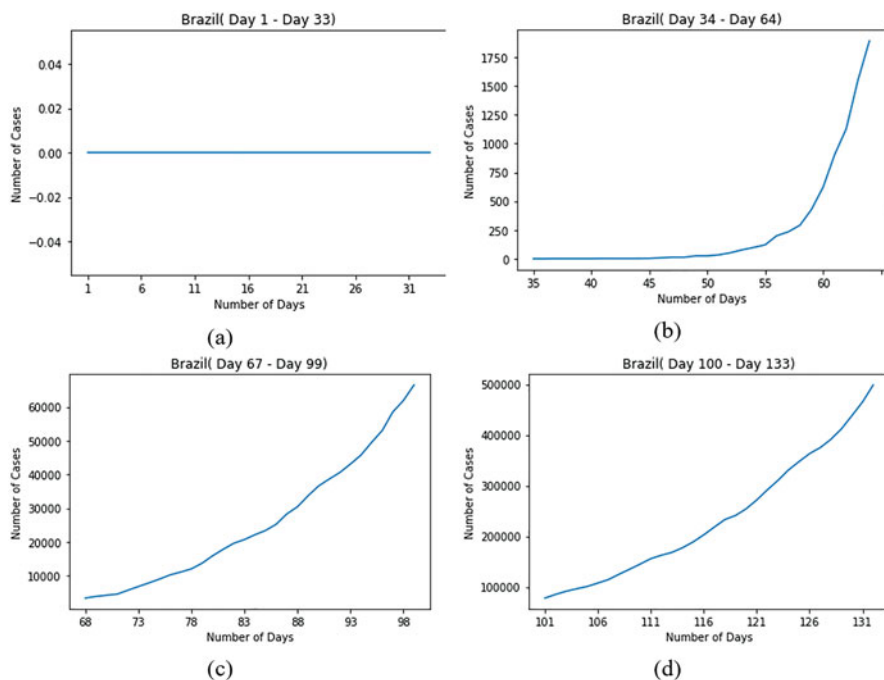 Brazil( Day 1 - Day 33)
0.04
0.02
0.00
−0.02
−0.04
Number of Cases
1 6 11 16 21 26 31
Number of Days
(a)
Brazil( Day 34 - Day 64)
1750
1500
1250
1000
750
500
250
0
Number of Cases
35 40 45 50 55 60
Number of Days
(b)
Brazil( Day 67 - Day 99)
60000
50000
40000
30000
20000
10000
Number of Cases
68 73 78 83 88 93 98
Number of Days
(c)
Brazil( Day 100 - Day 133)
500000
400000
300000
200000
100000
Number of Cases
101 106 111 116 121 126 131
Number of Days
(d)